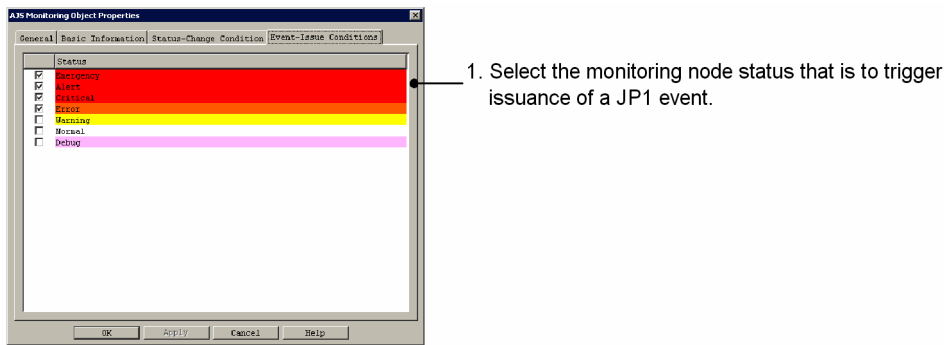 AJS Monitoring Object Properties
General Basic Information Status-Change Condition Event-Issue Conditions
Status
Emergency
Alert
Critical
Error
Warning
Normal
Debug
OK Apply Cancel Help
1. Select the monitoring node status that is to trigger
issuance of a JP1 event.